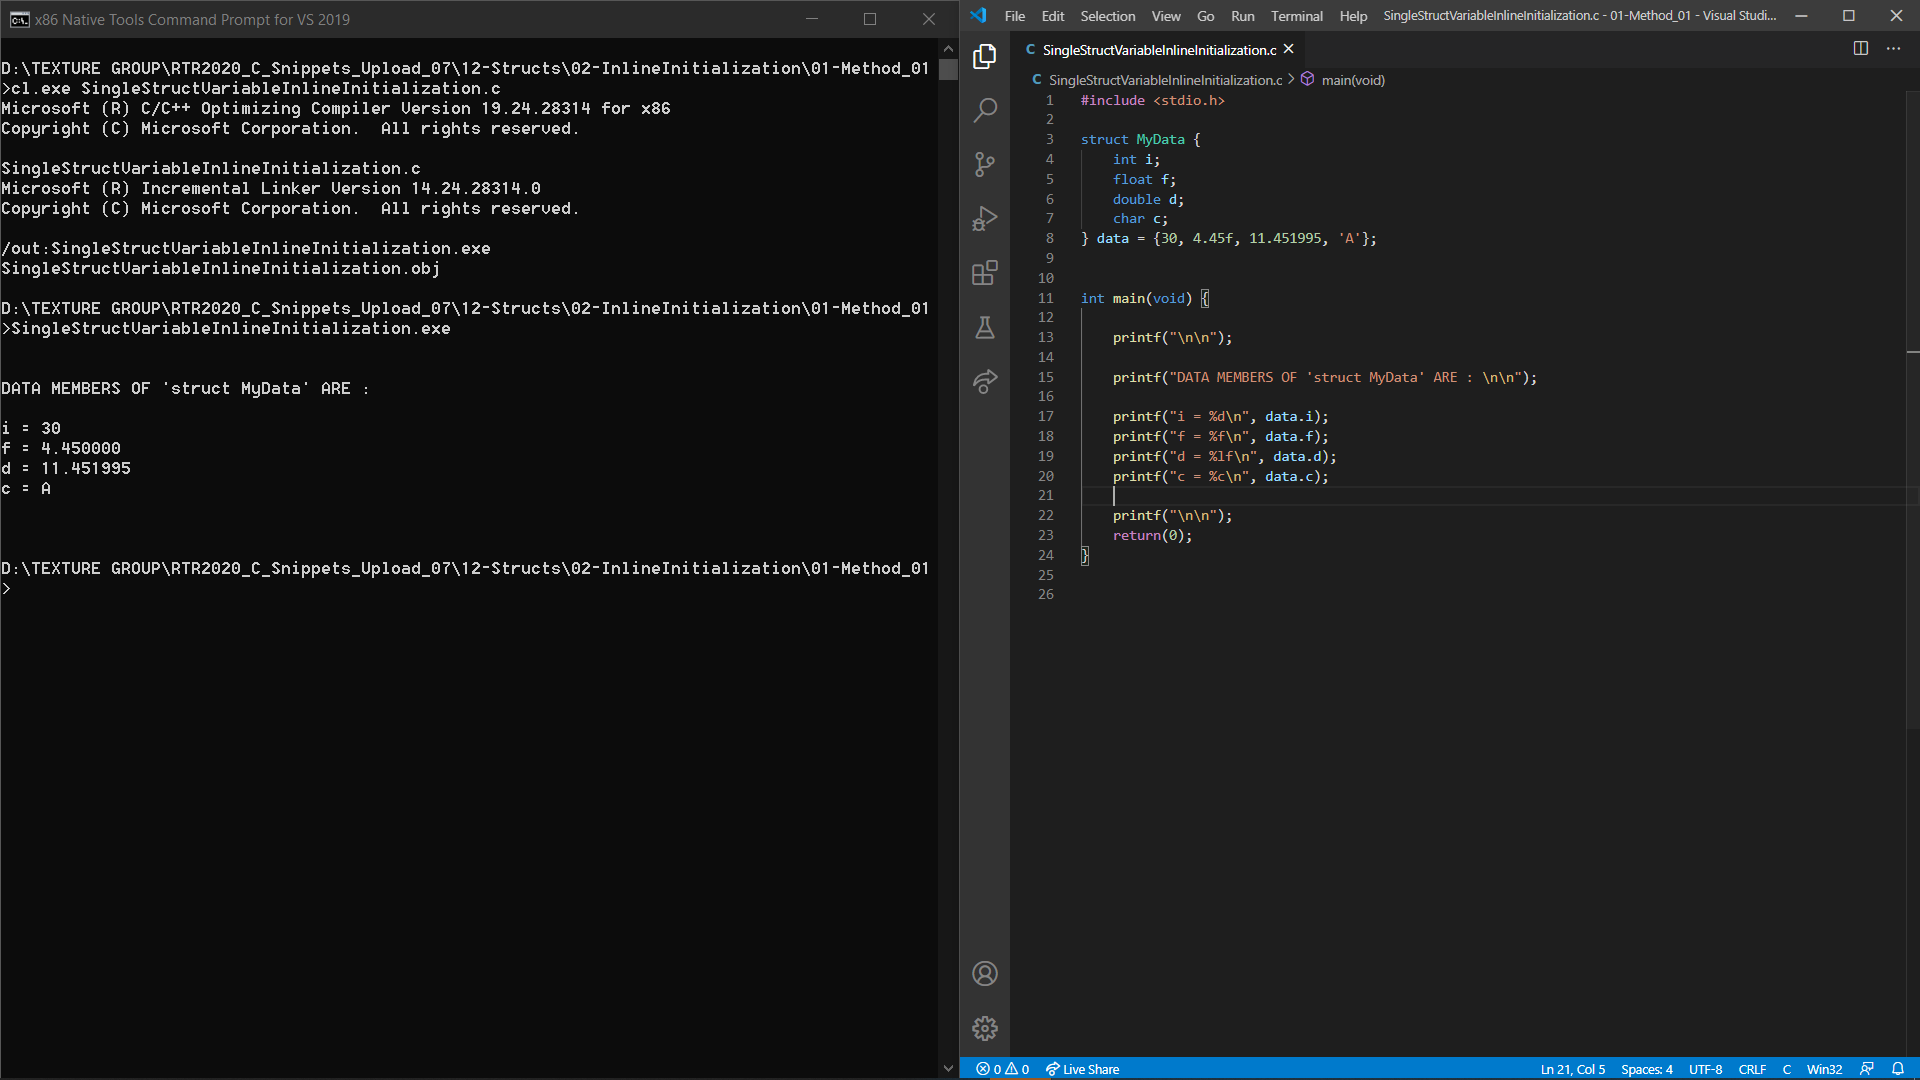 x86 Native Tools Command Prompt for VS 2019
D:\TEXTURE GROUP\RTR2020_C_Snippets_Upload_07\12-Structs\02-InlineInitialization\01-Method_01
>cl.exe SingleStructVariableInlineInitialization.c
Microsoft (R) C/C++ Optimizing Compiler Version 19.24.28314 for x86
Copyright (C) Microsoft Corporation.  All rights reserved.
SingleStructVariableInlineInitialization.c
Microsoft (R) Incremental Linker Version 14.24.28314.0
Copyright (C) Microsoft Corporation.  All rights reserved.
/out:SingleStructVariableInlineInitialization.exe
SingleStructVariableInlineInitialization.obj
D:\TEXTURE GROUP\RTR2020_C_Snippets_Upload_07\12-Structs\02-InlineInitialization\01-Method_01
>SingleStructVariableInlineInitialization.exe
DATA MEMBERS OF 'struct MyData' ARE :
i = 30
f = 4.450000
d = 11.451995
c = A
D:\TEXTURE GROUP\RTR2020_C_Snippets_Upload_07\12-Structs\02-InlineInitialization\01-Method_01
>
File Edit Selection View Go Run Terminal Help SingleStructVariableInlineInitialization.c - 01-Method_01 - Visual Studi...
C SingleStructVariableInlineInitialization.c
C SingleStructVariableInlineInitialization.c > main(void)
1 #include <stdio.h>
2
3 struct MyData {
4     int i;
5     float f;
6     double d;
7     char c;
8 } data = {30, 4.45f, 11.451995, 'A'};
9
10
11 int main(void) {
12
13     printf("\n\n");
14
15     printf("DATA MEMBERS OF 'struct MyData' ARE : \n\n");
16
17     printf("i = %d\n", data.i);
18     printf("f = %f\n", data.f);
19     printf("d = %lf\n", data.d);
20     printf("c = %c\n", data.c);
21
22     printf("\n\n");
23     return(0);
24 }
25
26
0 0 Live Share Ln 21, Col 5 Spaces: 4 UTF-8 CRLF C Win32